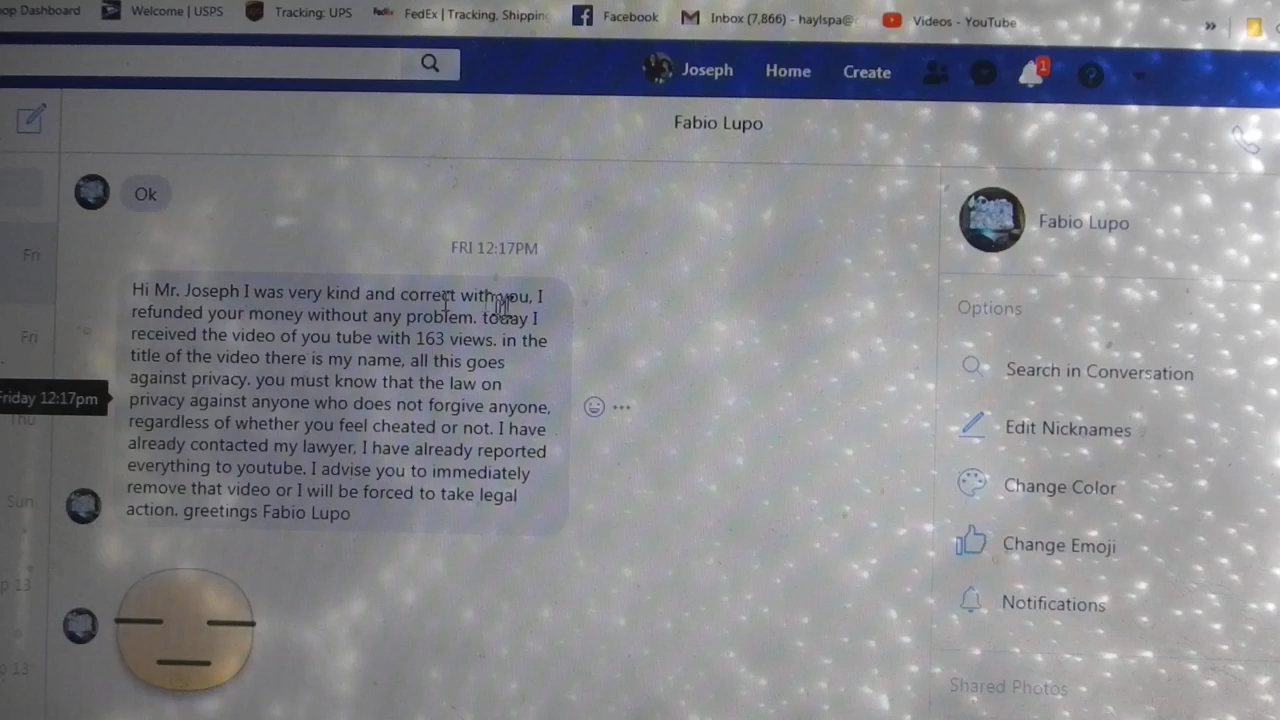 op Dashboard Welcome | USPS Tracking: UPS FedEx FedEx | Tracking, Shippin Facebook Inbox (7,866) - haylspa@ Videos - YouTube »
Joseph Home Create 1 ?
Fabio Lupo
Ok
Fabio Lupo
Fri
FRI 12:17PM
Hi Mr. Joseph I was very kind and correct with you, I
refunded your money without any problem. today I
received the video of you tube with 163 views. in the
title of the video there is my name, all this goes
against privacy. you must know that the law on
privacy against anyone who does not forgive anyone,
regardless of whether you feel cheated or not. I have
already contacted my lawyer, I have already reported
everything to youtube. I advise you to immediately
remove that video or I will be forced to take legal
action. greetings Fabio Lupo
Fri
Friday 12:17pm
Thu
Sun
p 13
p 13
Options
Search in Conversation
Edit Nicknames
Change Color
Change Emoji
Notifications
Shared Photos